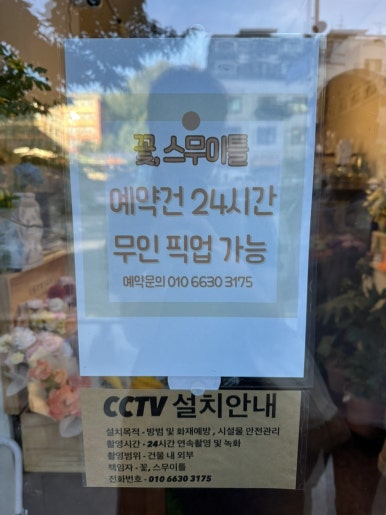 꽃, 스무이틀
예약건 24시간
무인 픽업 가능
예약문의 010 6630 3175
CCTV 설치안내
설치목적 - 방범 및 화재예방 , 시설물 안전관리
촬영시간 - 24시간 연속촬영 및 녹화
촬영범위 - 건물 내 외부
책임자 - 꽃, 스무이틀
전화번호 - 010 6630 3175